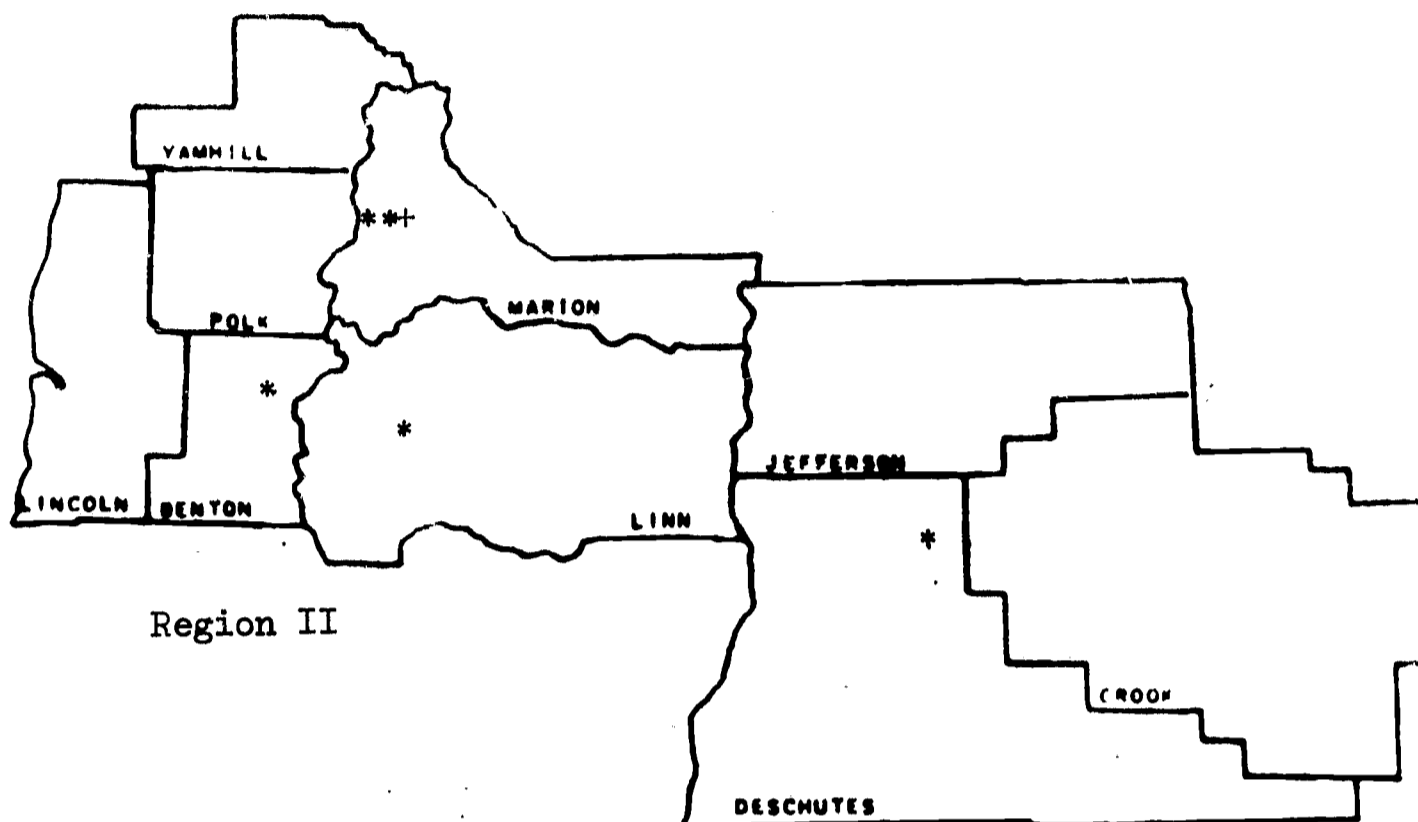 YAMHILL
**+
MARION
POLK
*
*
JEFFERSON
LINCOLN
BENTON
LINN
*
Region II
CROOK
DESCHUTES